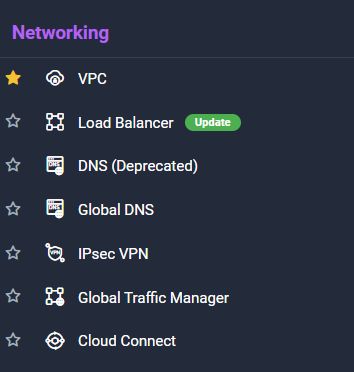 Networking
VPC
Load Balancer Update
DNS (Deprecated)
Global DNS
IPsec VPN
Global Traffic Manager
Cloud Connect